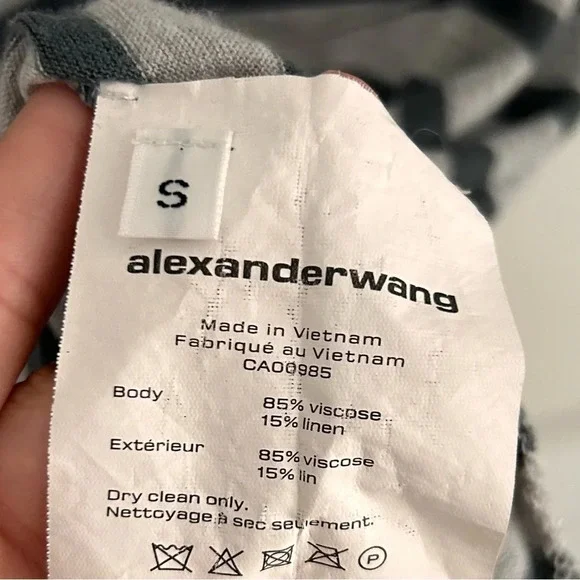 S
alexanderwang
Made in Vietnam
Fabriqué au Vietnam
CA00985
Body 85% viscose
15% linen
Extérieur 85% viscose
15% lin
Dry clean only.
Nettoyage à sec seulement.
P